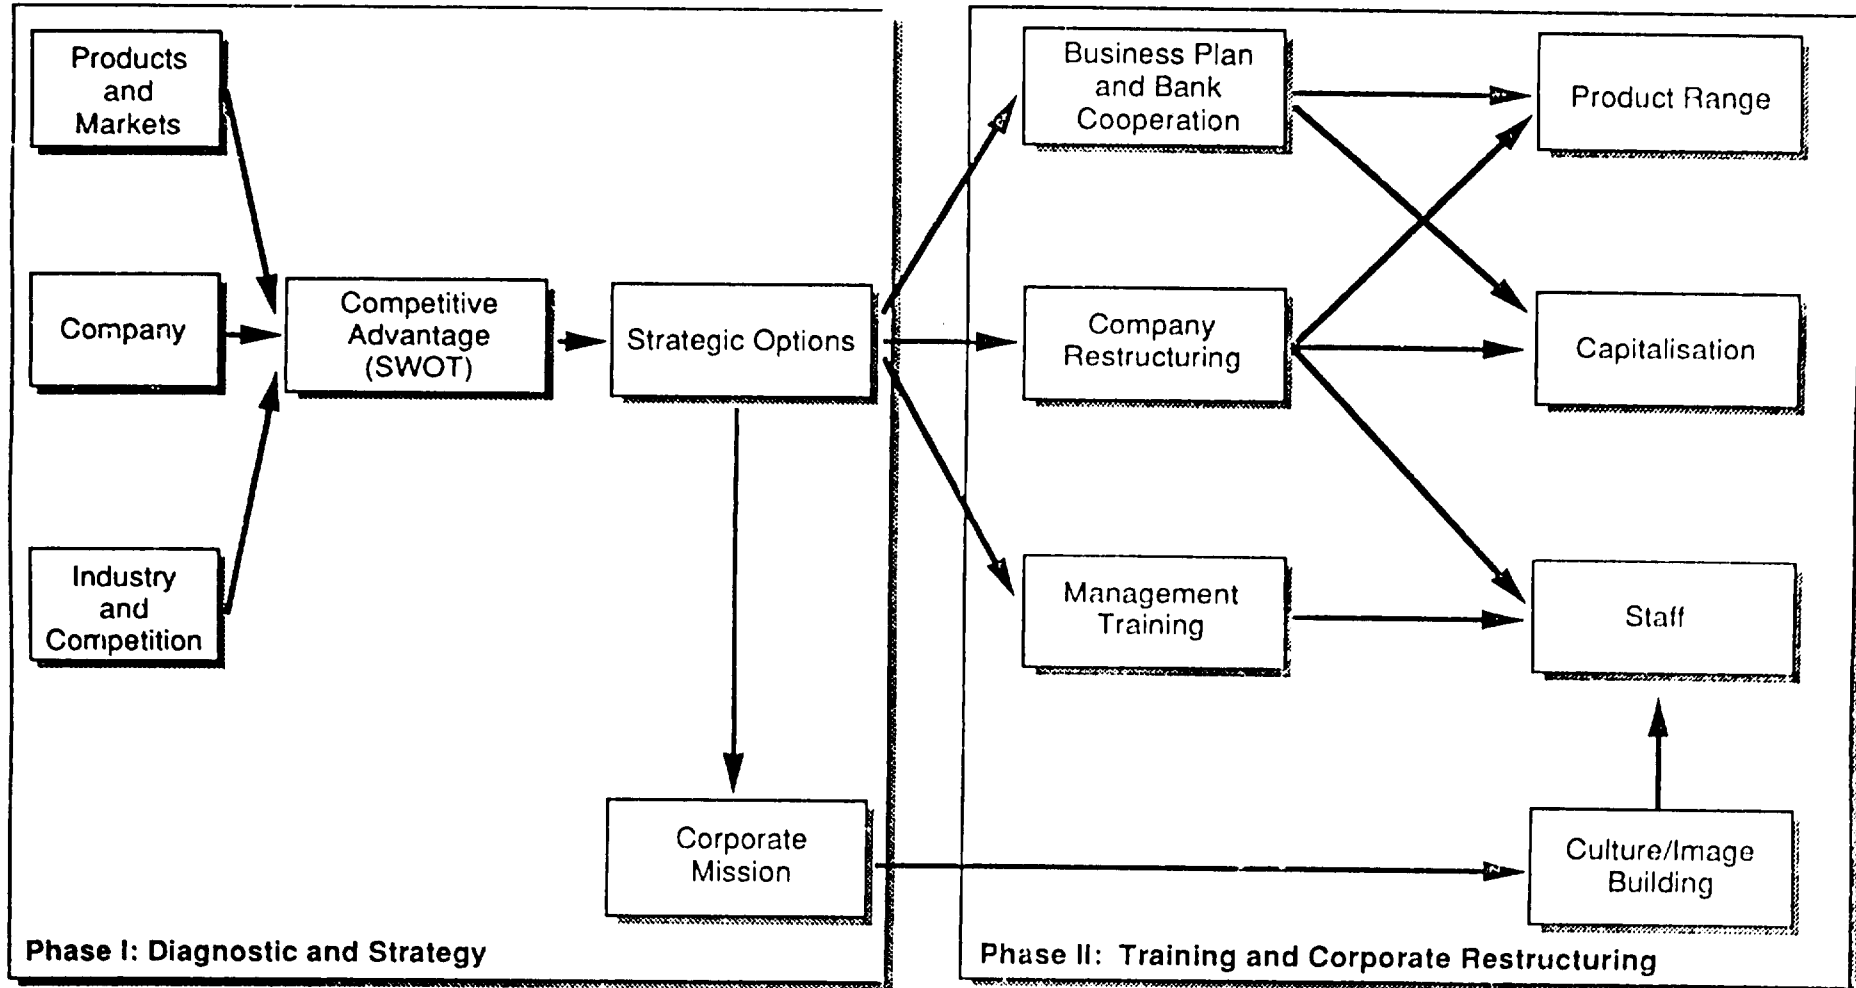 Products
and
Markets
Company
Industry
and
Competition
Competitive
Advantage
(SWOT)
Strategic Options
Corporate
Mission
Phase I: Diagnostic and Strategy
Business Plan
and Bank
Cooperation
Company
Restructuring
Management
Training
Product Range
Capitalisation
Staff
Culture/Image
Building
Phase II: Training and Corporate Restructuring